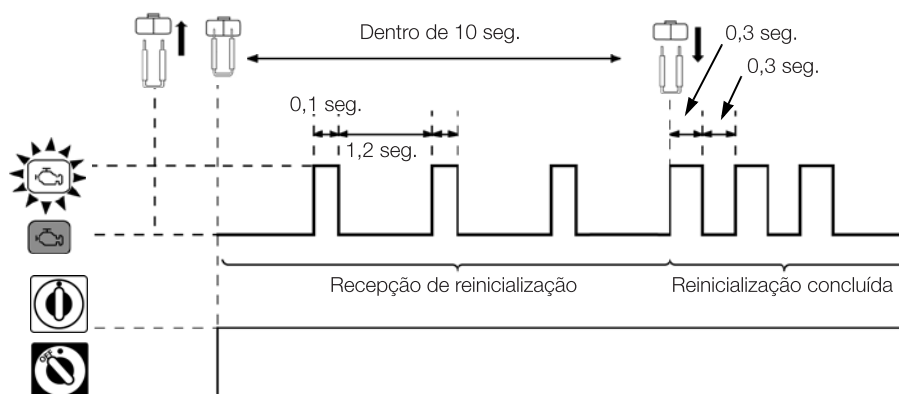 Dentro de 10 seg.
0,3 seg.
0,3 seg.
0,1 seg.
1,2 seg.
Recepção de reinicialização
Reinicialização concluída
OFF